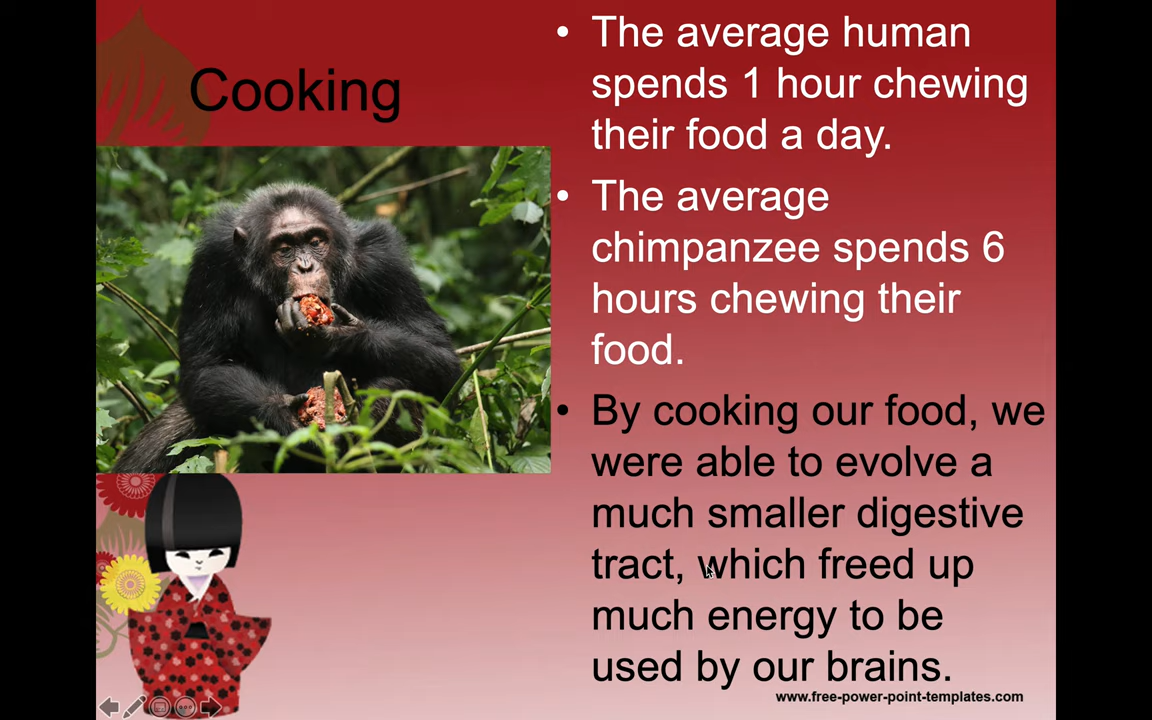 Cooking
• The average human
spends 1 hour chewing
their food a day.
• The average
chimpanzee spends 6
hours chewing their
food.
• By cooking our food, we
were able to evolve a
much smaller digestive
tract, which freed up
much energy to be
used by our brains.
www.free-power-point-templates.com